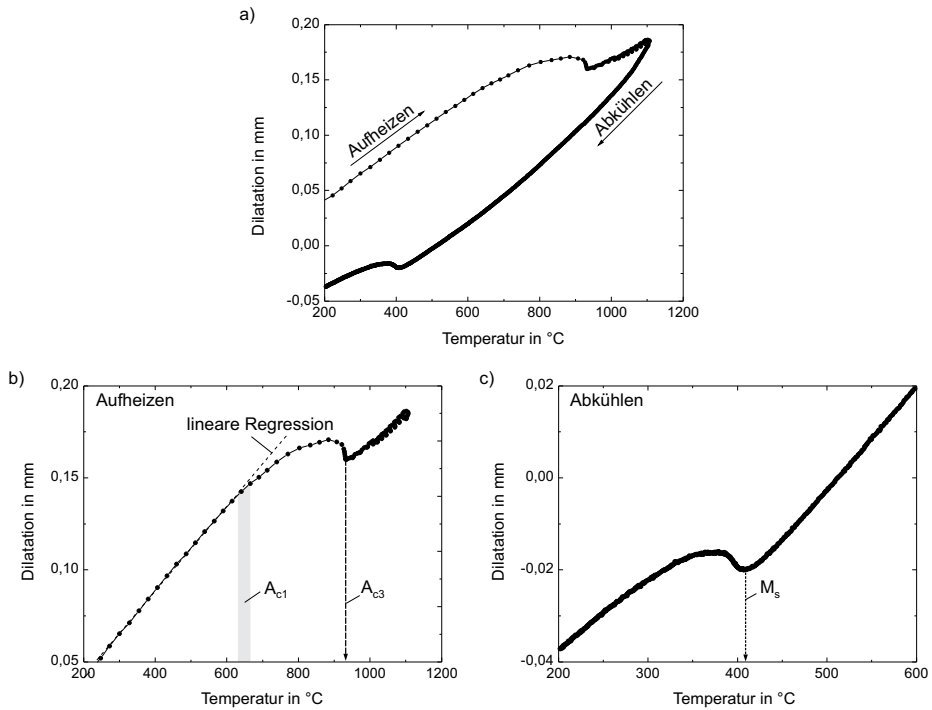 a)
0,20
0,15
0,10
0,05
0,00
-0,05
Dilatation in mm
Aufheizen
Abkühlen
200 400 600 800 1000 1200
Temperatur in °C
b)
Aufheizen
lineare Regression
0,20
0,15
0,10
0,05
Dilatation in mm
A_c1
A_c3
200 400 600 800 1000 1200
Temperatur in °C
c)
Abkühlen
0,02
0,00
-0,02
-0,04
Dilatation in mm
M_s
200 300 400 500 600
Temperatur in °C